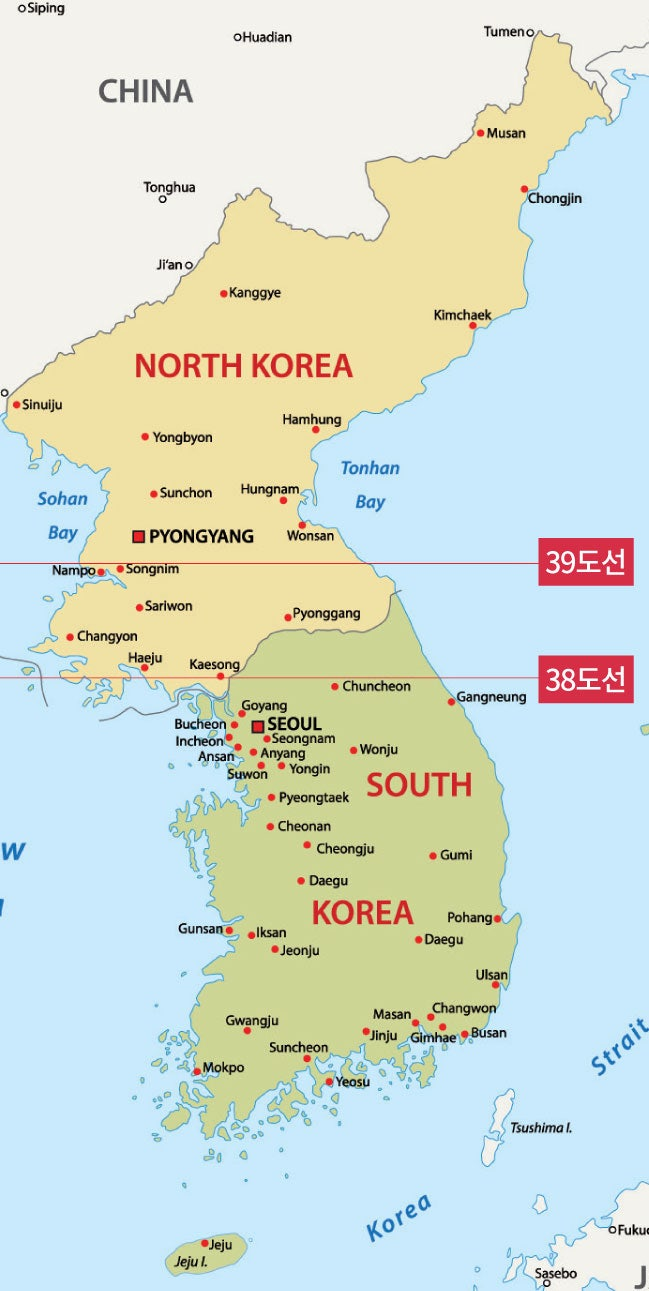 Siping
Huadian
Tumen
CHINA
Musan
Tonghua
Chongjin
Ji'an
Kanggye
Kimchaek
NORTH KOREA
Sinuiju
Hamhung
Yongbyon
Tonhan
Bay
Sohan
Bay
Sunchon
Hungnam
PYONGYANG
Wonsan
39도선
Nampo
Songnim
Sariwon
Pyonggang
Changyon
Haeju
Kaesong
38도선
Chuncheon
Gangneung
Goyang
Bucheon
SEOUL
Incheon
Seongnam
Ansan
Anyang
Wonju
Suwon
Yongin
SOUTH
Pyeongtaek
Cheonan
Cheongju
Gumi
Daegu
KOREA
Pohang
Gunsan
Iksan
Daegu
Jeonju
Ulsan
Changwon
Masan
Gwangju
Jinju
Gimhae
Busan
Suncheon
Mokpo
Yeosu
Strait
Tsushima I.
Korea
Jeju
Jeju I.
Sasebo